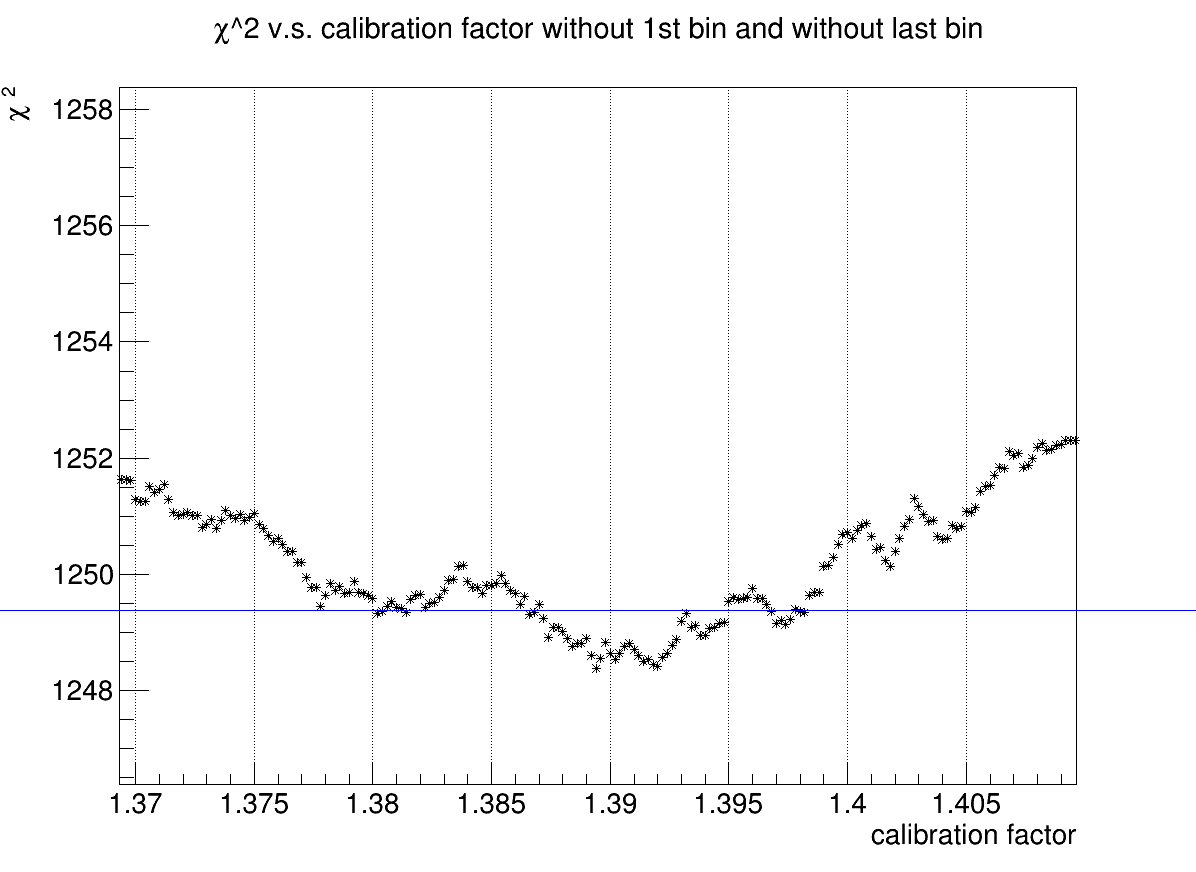 χ^2 v.s. calibration factor without 1st bin and without last bin
χ²
1258
1256
1254
1252
1250
1248
1.37 1.375 1.38 1.385 1.39 1.395 1.4 1.405
calibration factor